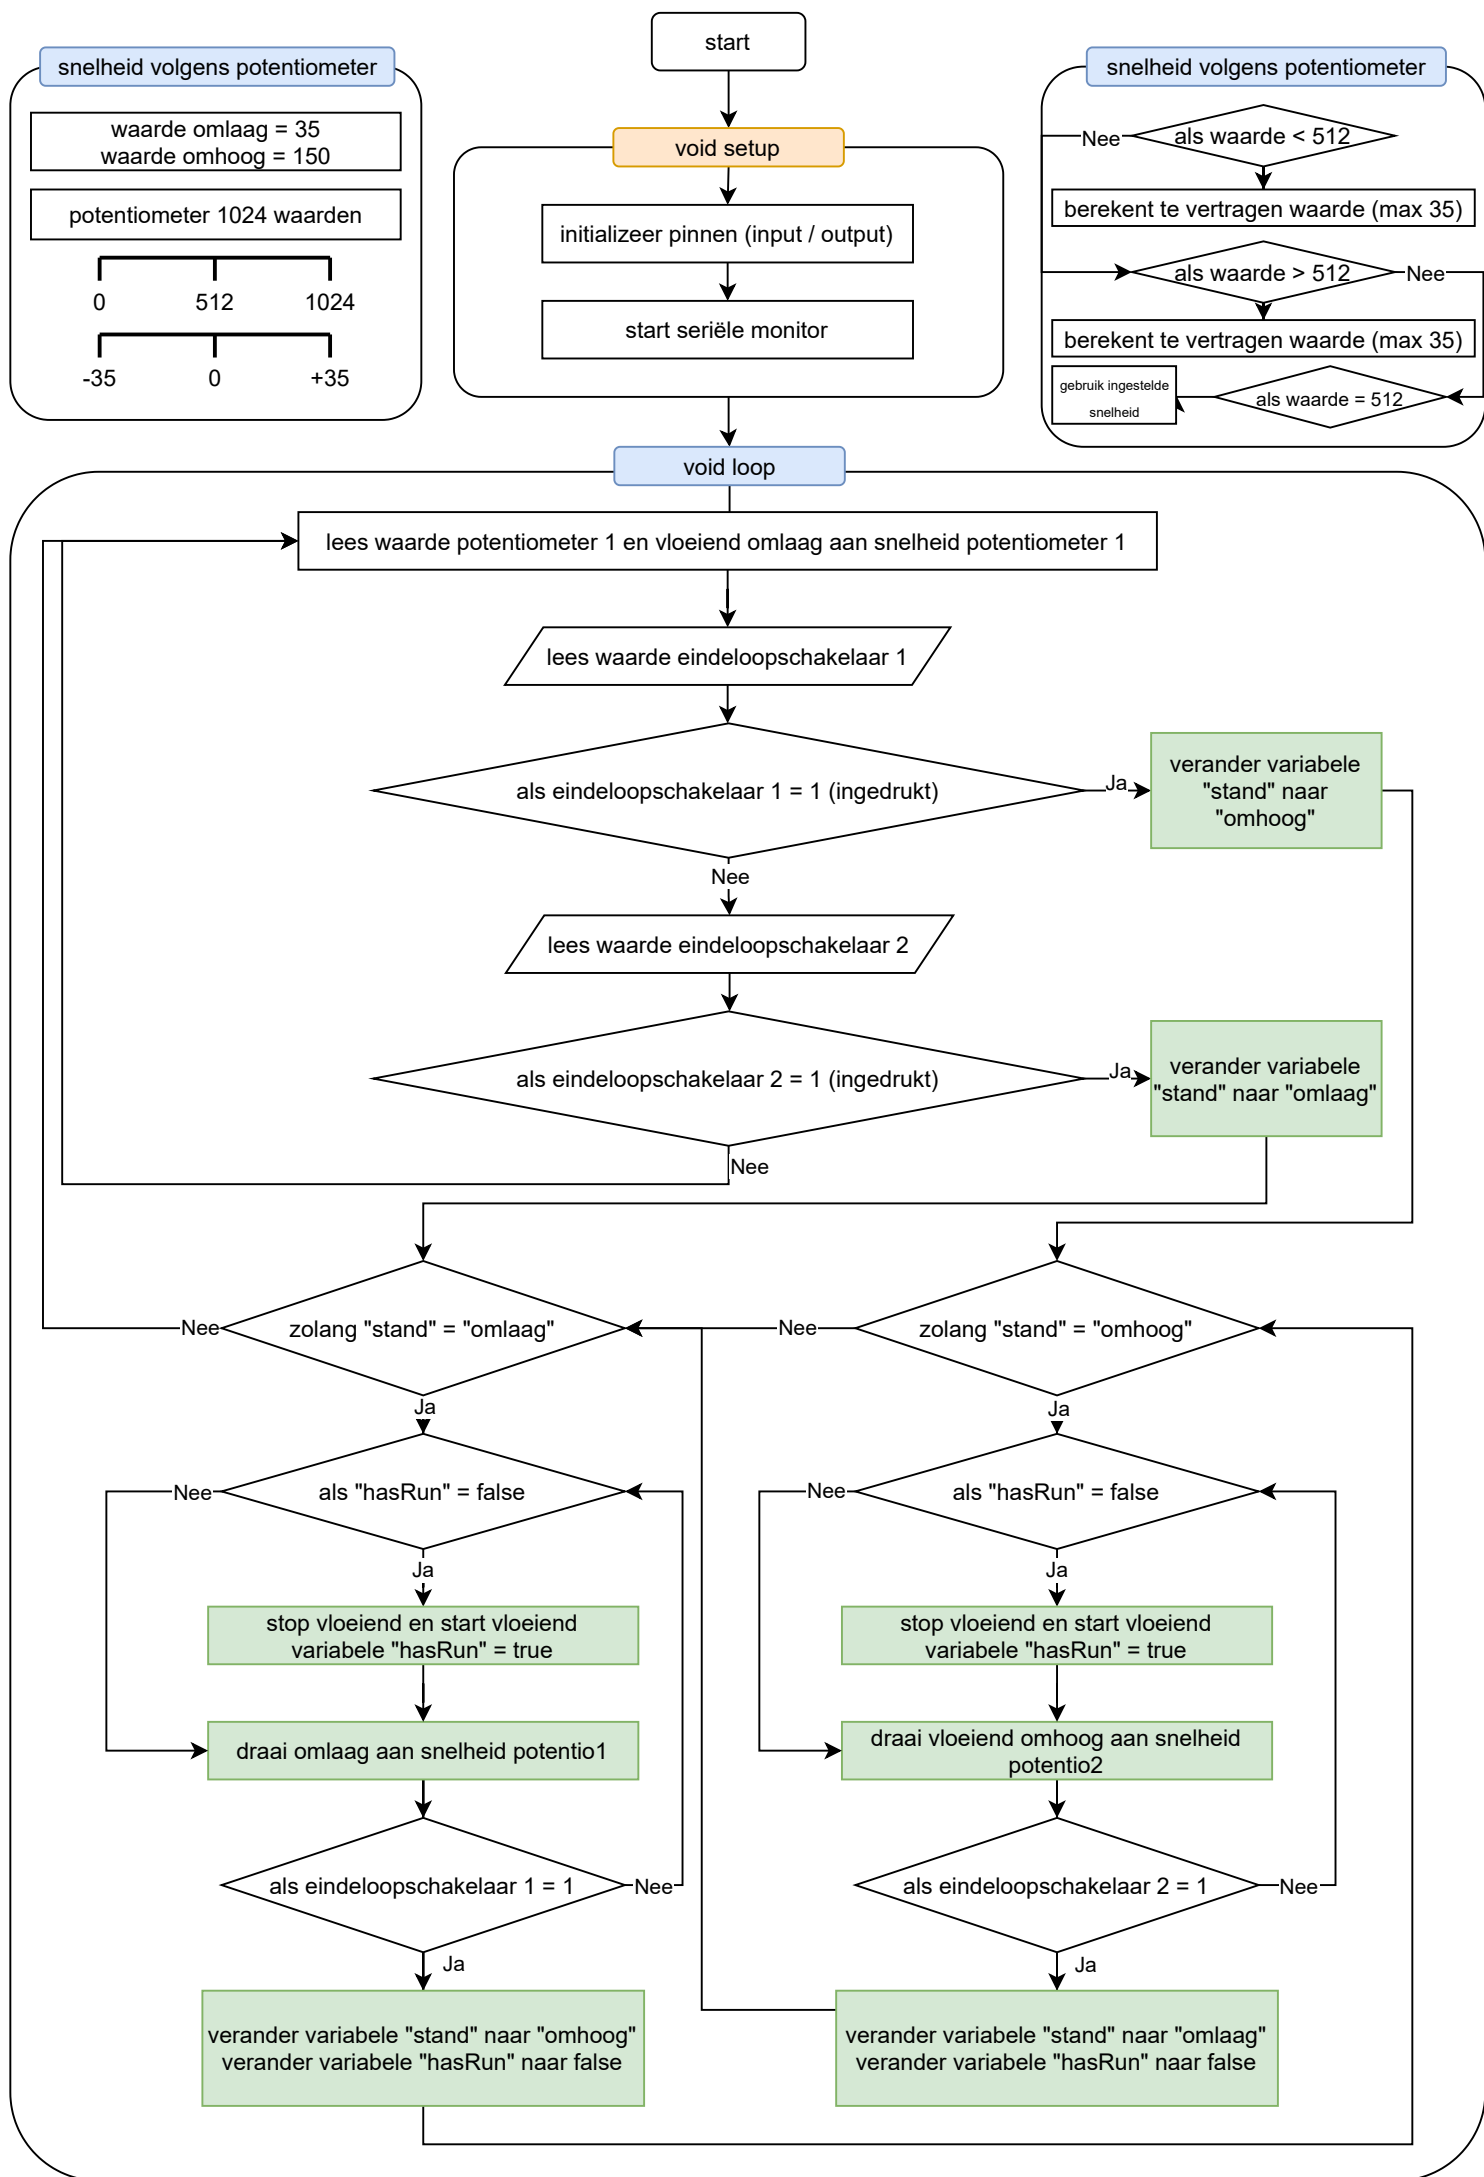 start
snelheid volgens potentiometer
waarde omlaag = 35
waarde omhoog = 150
potentiometer 1024 waarden
0 512 1024
-35 0 +35
void setup
initializeer pinnen (input / output)
start seriële monitor
snelheid volgens potentiometer
als waarde < 512
Nee
berekent te vertragen waarde (max 35)
als waarde > 512
Nee
berekent te vertragen waarde (max 35)
als waarde = 512
gebruik ingestelde
snelheid
void loop
lees waarde potentiometer 1 en vloeiend omlaag aan snelheid potentiometer 1
lees waarde eindeloopschakelaar 1
als eindeloopschakelaar 1 = 1 (ingedrukt)
Ja
verander variabele
"stand" naar
"omhoog"
Nee
lees waarde eindeloopschakelaar 2
als eindeloopschakelaar 2 = 1 (ingedrukt)
Ja
verander variabele
"stand" naar "omlaag"
Nee
Nee
zolang "stand" = "omlaag"
Ja
Nee
als "hasRun" = false
Ja
stop vloeiend en start vloeiend
variabele "hasRun" = true
draai omlaag aan snelheid potentio1
als eindeloopschakelaar 1 = 1
Nee
Ja
verander variabele "stand" naar "omhoog"
verander variabele "hasRun" naar false
Nee
zolang "stand" = "omhoog"
Ja
Nee
als "hasRun" = false
Ja
stop vloeiend en start vloeiend
variabele "hasRun" = true
draai vloeiend omhoog aan snelheid
potentio2
als eindeloopschakelaar 2 = 1
Nee
Ja
verander variabele "stand" naar "omlaag"
verander variabele "hasRun" naar false